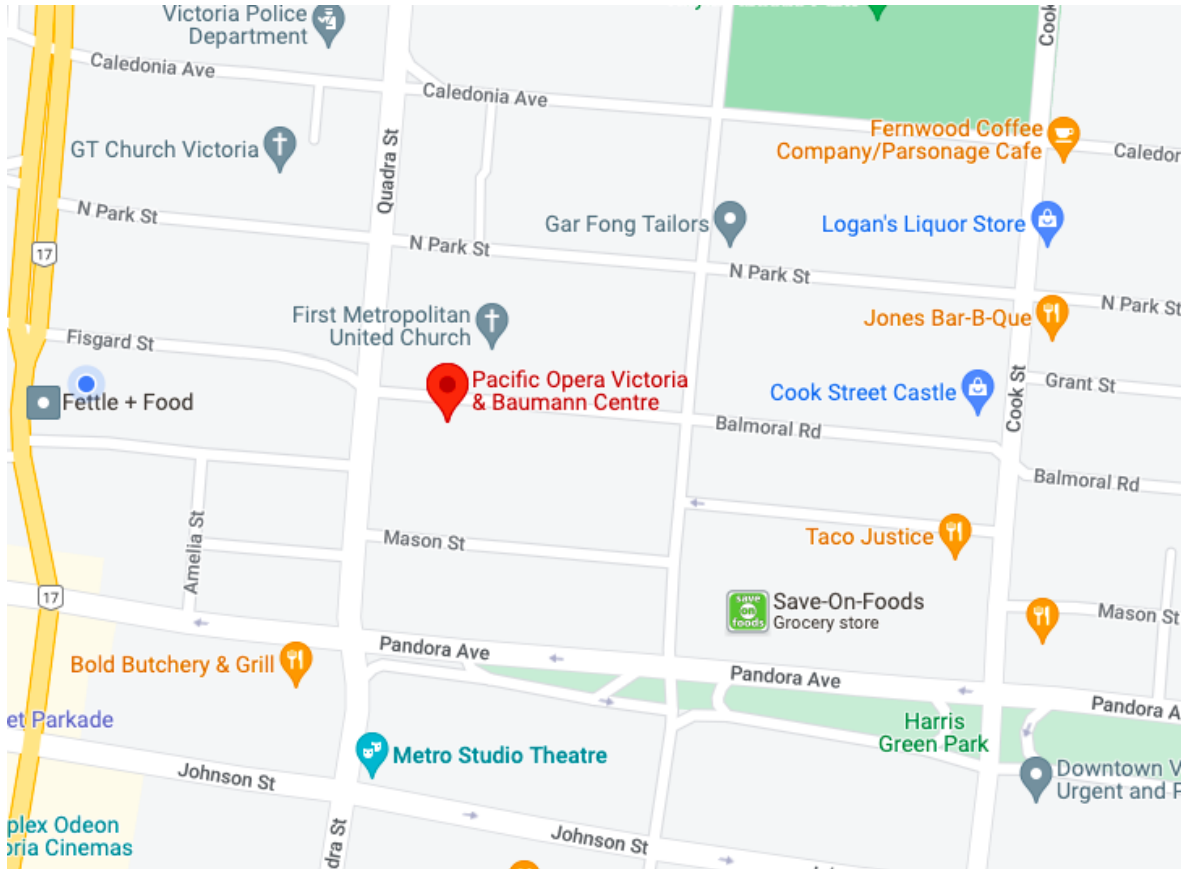 Victoria Police
Department
Cook
Caledonia Ave
Caledonia Ave
Fernwood Coffee
Company/Parsonage Cafe
Caledor
GT Church Victoria
Quadra St
N Park St
Gar Fong Tailors
Logan's Liquor Store
17
N Park St
N Park St
N Park St
First Metropolitan
United Church
Jones Bar-B-Que
Fisgard St
Pacific Opera Victoria
& Baumann Centre
Cook Street Castle
Grant St
Cook St
Fettle + Food
Balmoral Rd
Balmoral Rd
Amelia St
Mason St
Taco Justice
17
save
on
foods
Save-On-Foods
Grocery store
Mason St
Pandora Ave
Bold Butchery & Grill
Pandora Ave
Pandora A
et Parkade
Harris
Green Park
Metro Studio Theatre
Johnson St
Downtown V
Urgent and P
plex Odeon
oria Cinemas
dra St
Johnson St